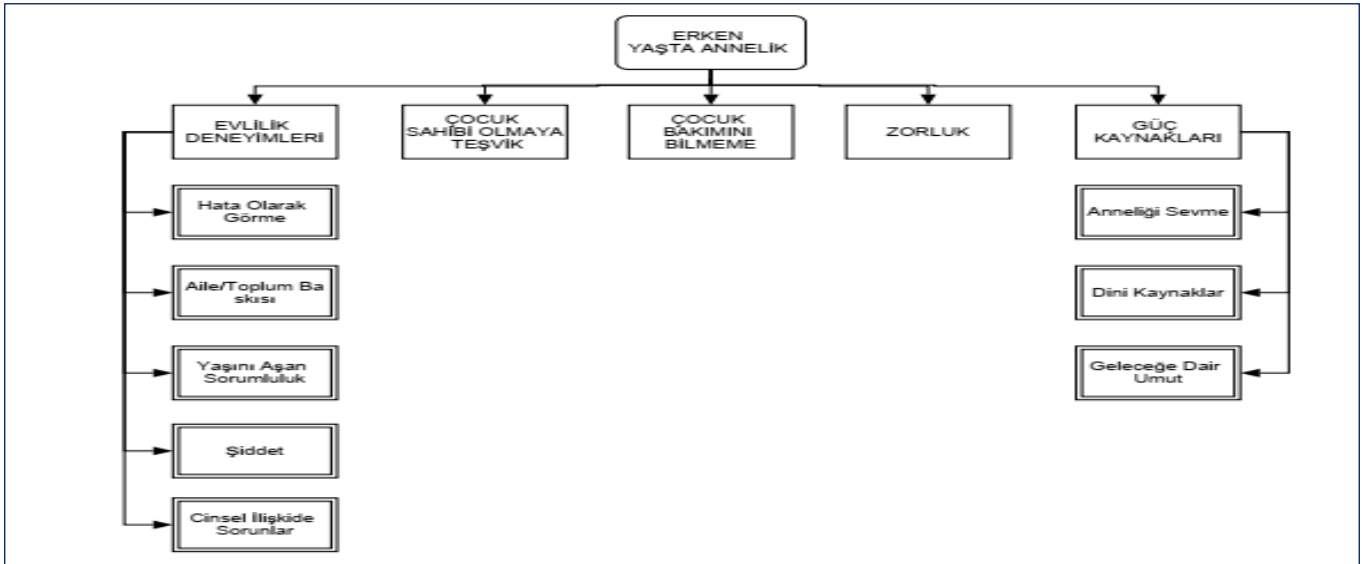 ERKEN
YAŞTA ANNELİK
EVLİLİK
DENEYİMLERİ
ÇOCUK
SAHİBİ OLMAYA
TEŞVİK
ÇOCUK
BAKIMINI
BİLMEME
ZORLUK
GÜÇ
KAYNAKLARI
Hata Olarak
Görme
Aile/Toplum Ba
skısı
Yaşını Aşan
Sorumluluk
Şiddet
Cinsel İlişkide
Sorunlar
Anneliği Sevme
Dini Kaynaklar
Geleceğe Dair
Umut